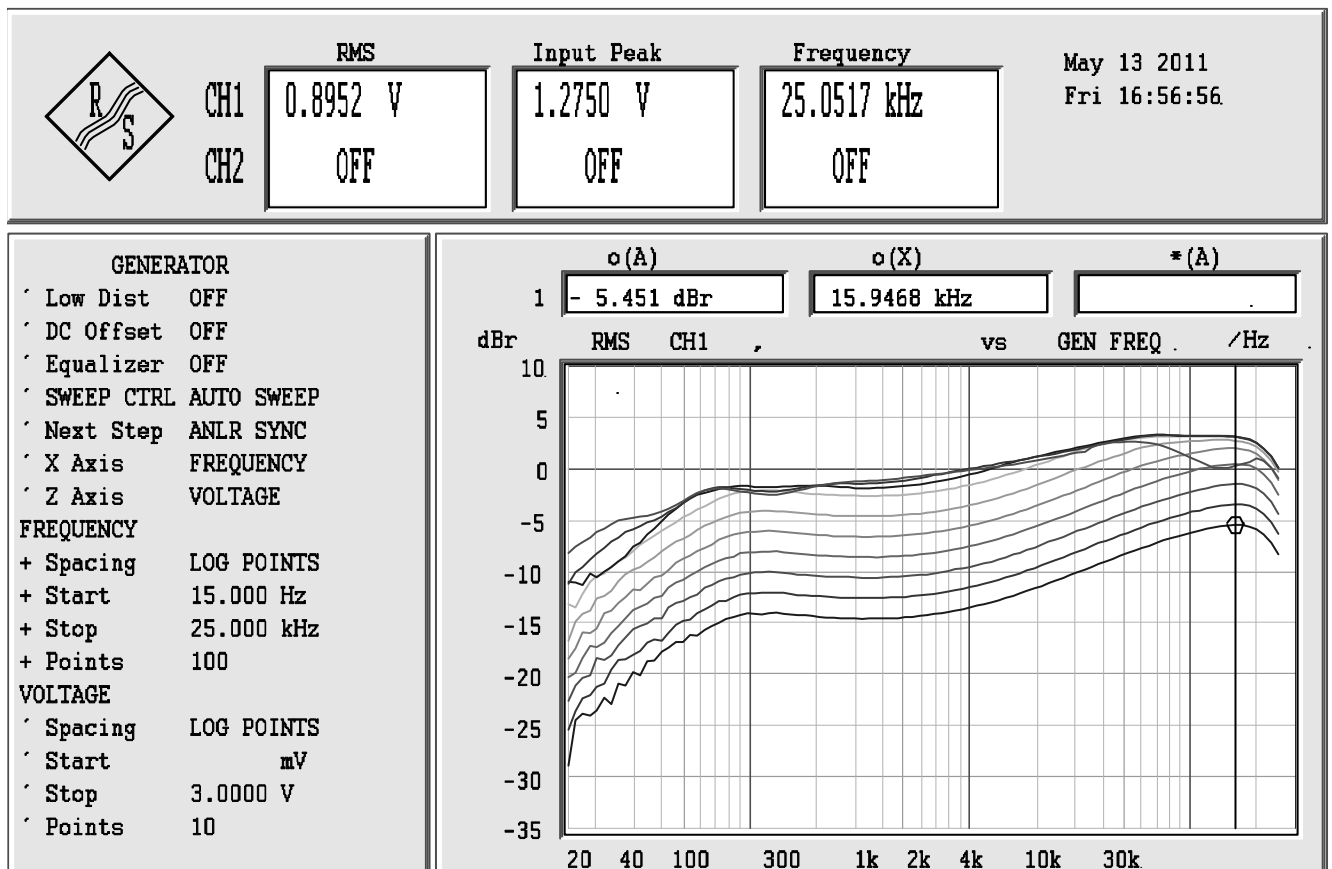 RMS Input Peak Frequency
May 13 2011
R S CH1 0.8952 V 1.2750 V 25.0517 kHz
Fri 16:56:56
CH2 OFF OFF OFF
GENERATOR
Low Dist OFF
DC Offset OFF
Equalizer OFF
SWEEP CTRL AUTO SWEEP
Next Step ANLR SYNC
X Axis FREQUENCY
Z Axis VOLTAGE
FREQUENCY
+ Spacing LOG POINTS
+ Start 15.000 Hz
+ Stop 25.000 kHz
+ Points 100
VOLTAGE
Spacing LOG POINTS
Start mV
Stop 3.0000 V
Points 10
o(A) o(X) *(A)
1 - 5.451 dBr 15.9468 kHz
dBr RMS CH1 , vs GEN FREQ /Hz
10
5
0
-5
-10
-15
-20
-25
-30
-35
20 40 100 300 1k 2k 4k 10k 30k